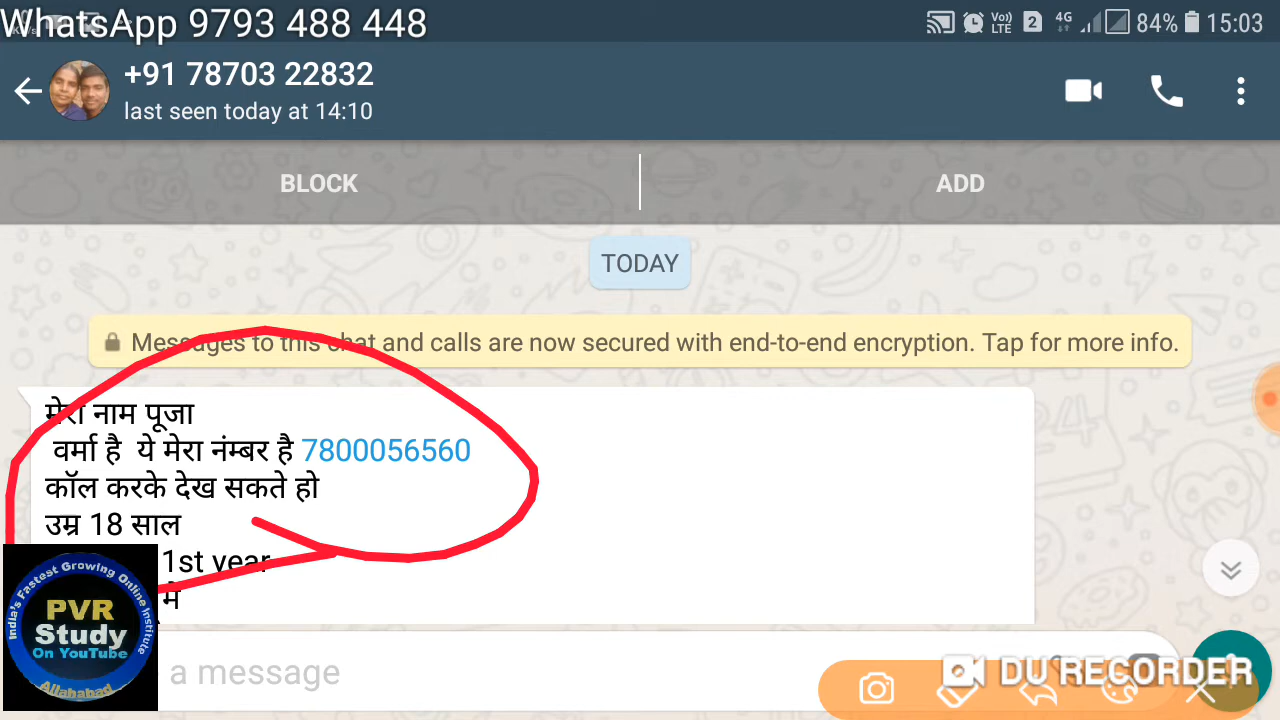 WhatsApp 9793 488 448
VoLTE 2 4G 84% 15:03
+91 78703 22832
last seen today at 14:10
BLOCK ADD
TODAY
Messages to this chat and calls are now secured with end-to-end encryption. Tap for more info.
मेरा नाम पूजा
वर्मा है ये मेरा नंम्बर है 7800056560
कॉल करके देख सकते हो
उम्र 18 साल
1st year
में
India's Fastest Growing Online Institute
PVR
Study
On YouTube
Allahabad
a message
DU RECORDER